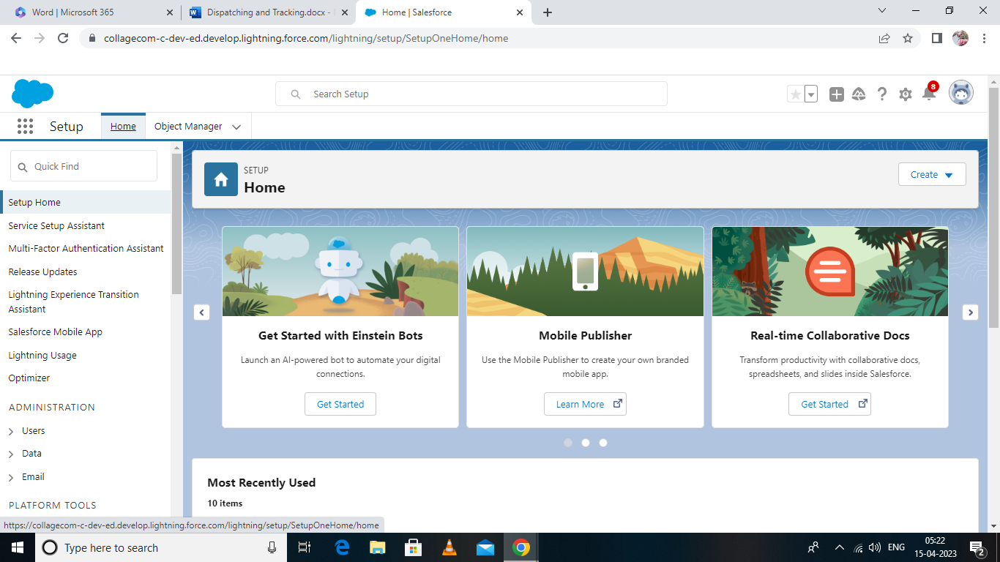 Word | Microsoft 365
Dispatching and Tracking.docx -
Home | Salesforce
collagecom-c-dev-ed.develop.lightning.force.com/lightning/setup/SetupOneHome/home
Search Setup
8
Setup
Home
Object Manager
Quick Find
Setup Home
Service Setup Assistant
Multi-Factor Authentication Assistant
Release Updates
Lightning Experience Transition
Assistant
Salesforce Mobile App
Lightning Usage
Optimizer
ADMINISTRATION
Users
Data
Email
PLATFORM TOOLS
SETUP
Home
Create
Get Started with Einstein Bots
Launch an AI-powered bot to automate your digital
connections.
Get Started
Mobile Publisher
Use the Mobile Publisher to create your own branded
mobile app.
Learn More
Real-time Collaborative Docs
Transform productivity with collaborative docs,
spreadsheets, and slides inside Salesforce.
Get Started
Most Recently Used
10 items
https://collagecom-c-dev-ed.develop.lightning.force.com/lightning/setup/SetupOneHome/home
Type here to search
ENG
05:22
15-04-2023
2